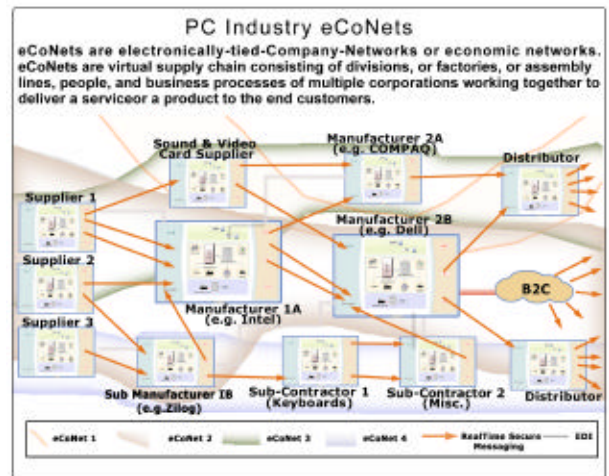 PC Industry eCoNets
eCoNets are electronically-tied-Company-Networks or economic networks.
eCoNets are virtual supply chain consisting of divisions, or factories, or assembly
lines, people, and business processes of multiple corporations working together to
deliver a serviceor a product to the end customers.
Sound & Video
Card Supplier
Manufacturer 2A
(e.g. COMPAQ)
Distributor
Supplier 1
Manufacturer 2B
(e.g. Dell)
Supplier 2
B2C
Manufacturer 1A
(e.g. Intel)
Supplier 3
Sub Manufacturer IB
(e.g.Zilog)
Sub-Contractor 1
(Keyboards)
Sub-Contractor 2
(Misc.)
Distributor
eCoNet 1
eCoNet 2
eCoNet 3
eCoNet 4
RealTime Secure
Messaging
EDI